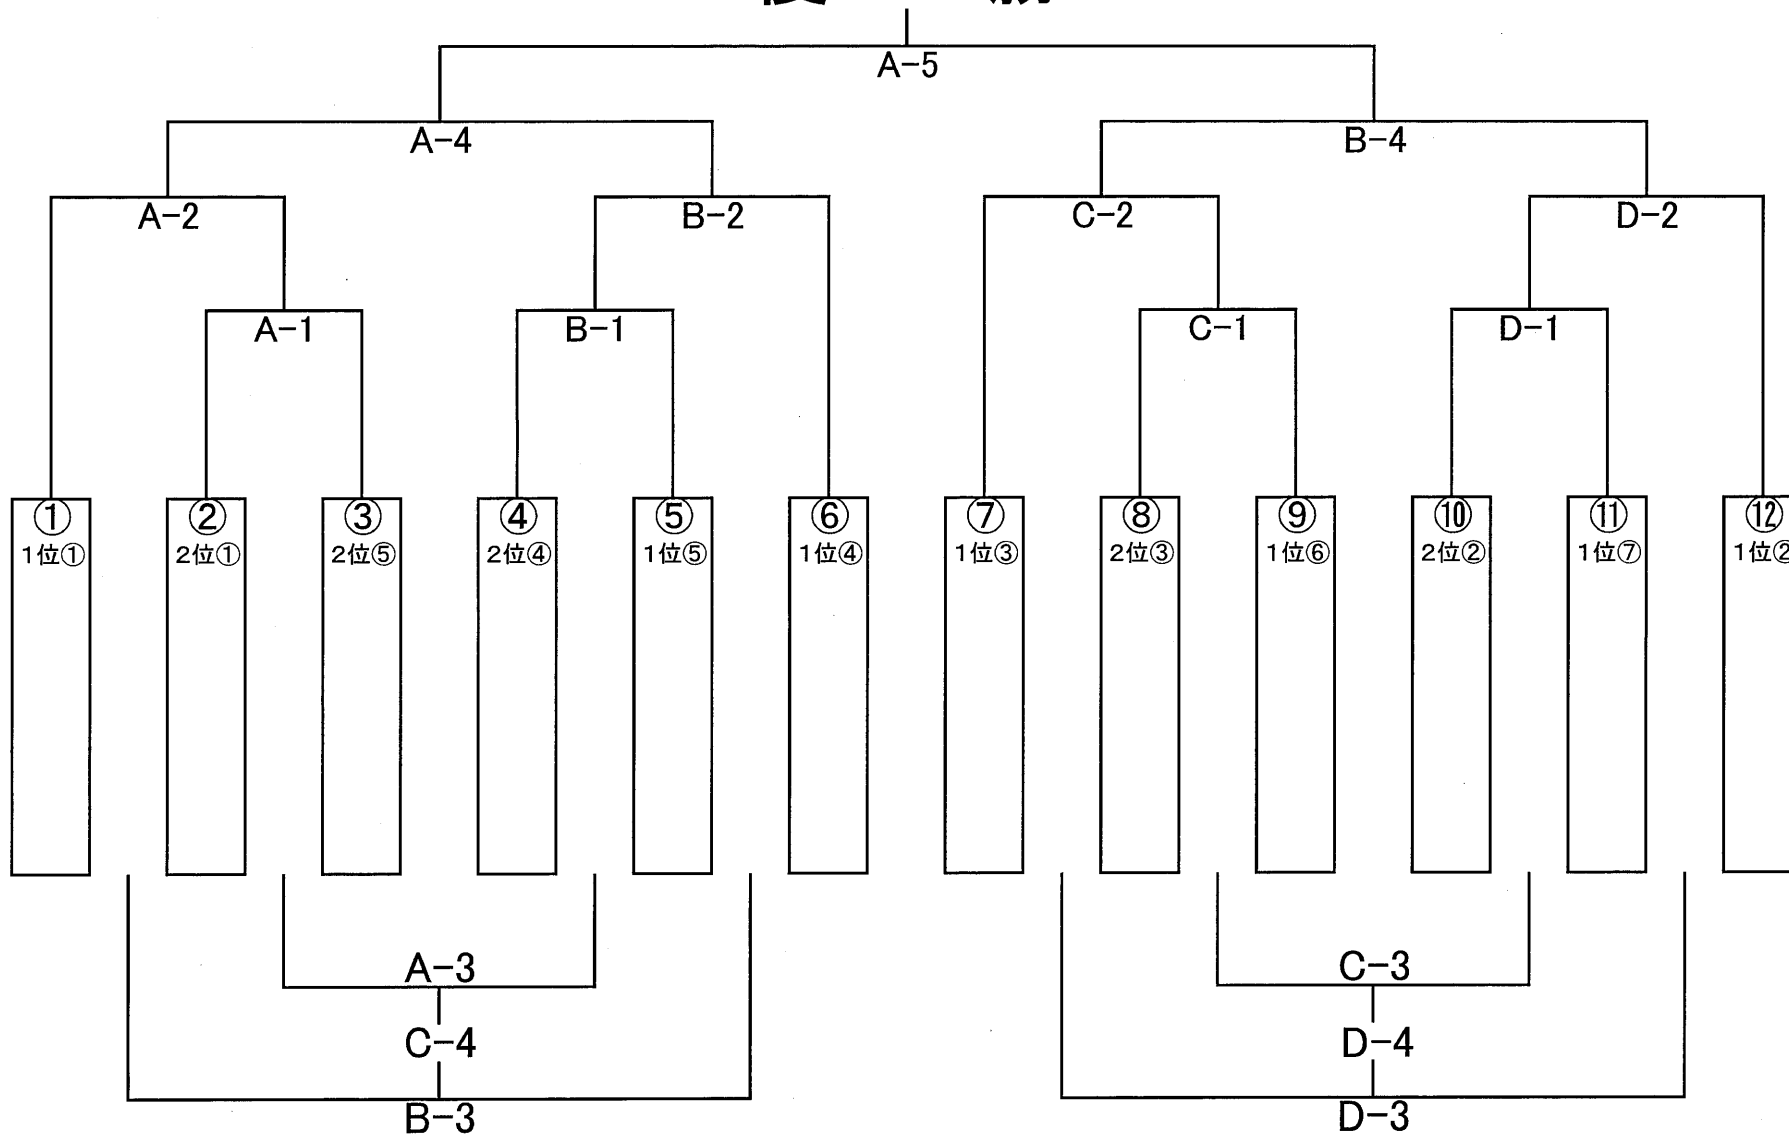 A-5
A-4 B-4
A-2 B-2 C-2 D-2
A-1 B-1 C-1 D-1
① ② ③ ④ ⑤ ⑥ ⑦ ⑧ ⑨ ⑩ ⑪ ⑫
1位① 2位① 2位⑤ 2位④ 1位⑤ 1位④ 1位③ 2位③ 1位⑥ 2位② 1位⑦ 1位②
A-3 C-3
C-4 D-4
B-3 D-3